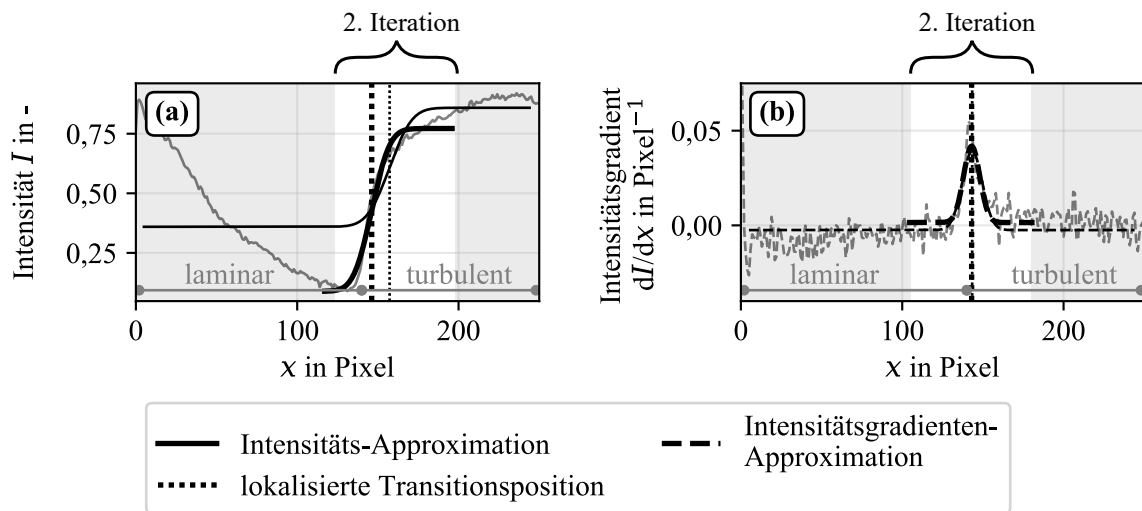 2. Iteration
2. Iteration
(a)
Intensität I in -
0,75
0,50
0,25
laminar
turbulent
0
100
200
x in Pixel
(b)
Intensitätsgradient
dI/dx in Pixel⁻¹
0,05
0,00
laminar
turbulent
0
100
200
x in Pixel
Intensitäts-Approximation
lokalisierte Transitionsposition
Intensitätsgradienten-
Approximation